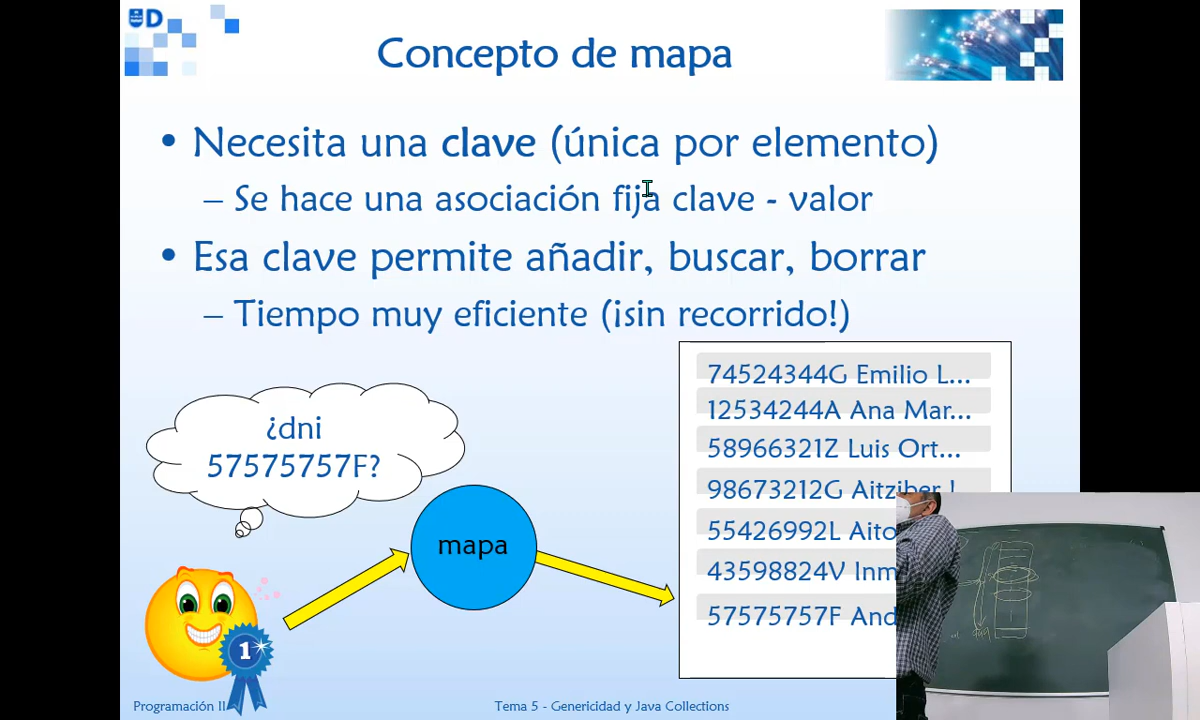 D
Concepto de mapa
• Necesita una clave (única por elemento)
– Se hace una asociación fija clave - valor
• Esa clave permite añadir, buscar, borrar
– Tiempo muy eficiente (¡sin recorrido!)
¿dni
57575757F?
mapa
1
74524344G Emilio L...
12534244A Ana Mar...
58966321Z Luis Ort...
98673212G Aitziber
55426992L Aito
43598824V Inm
57575757F And
Programación II
Tema 5 - Genericidad y Java Collections